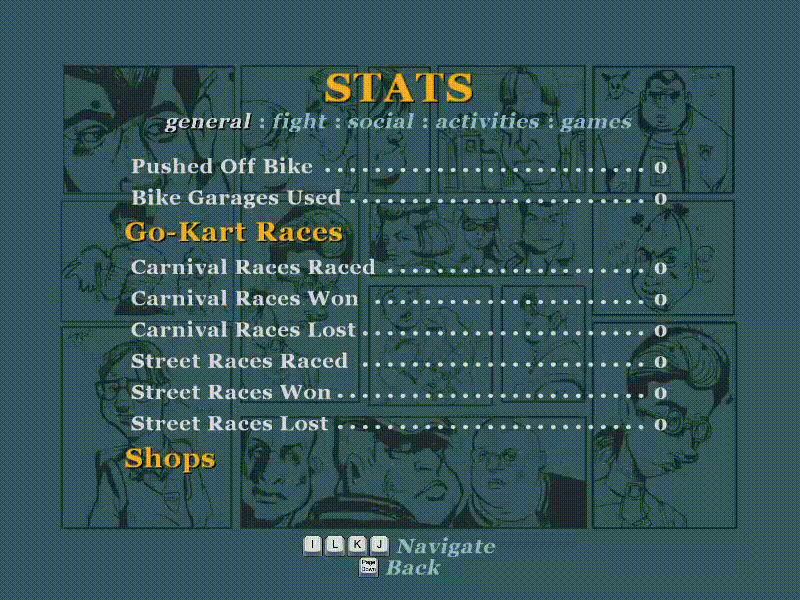 STATS
general : fight : social : activities : games
Pushed Off Bike . . . . . . . . . . . . . . . . . . . . . . . . . . 0
Bike Garages Used . . . . . . . . . . . . . . . . . . . . . . . . 0
Go-Kart Races
Carnival Races Raced . . . . . . . . . . . . . . . . . . . . . 0
Carnival Races Won . . . . . . . . . . . . . . . . . . . . . . 0
Carnival Races Lost . . . . . . . . . . . . . . . . . . . . . . . 0
Street Races Raced . . . . . . . . . . . . . . . . . . . . . . . 0
Street Races Won . . . . . . . . . . . . . . . . . . . . . . . . . 0
Street Races Lost . . . . . . . . . . . . . . . . . . . . . . . . . 0
Shops
I L K J Navigate
Page Down Back